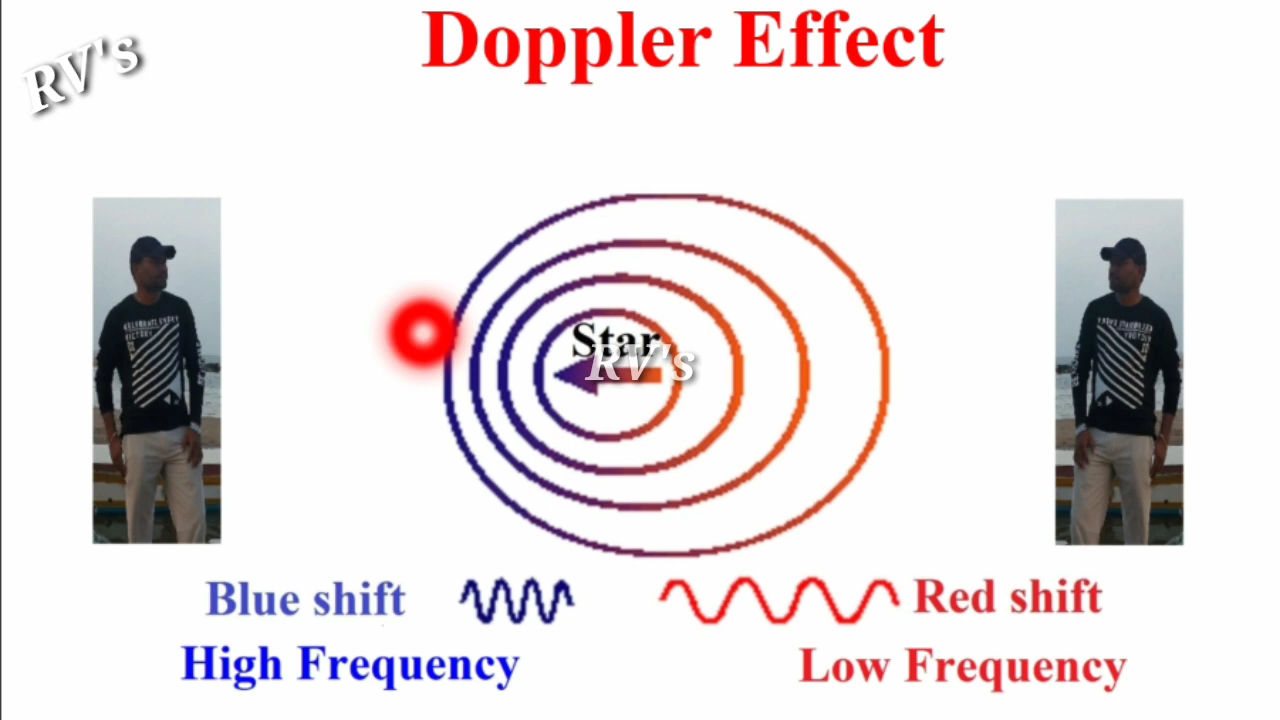 Doppler Effect
RV's
Star
RV's
Blue shift
Red shift
High Frequency
Low Frequency